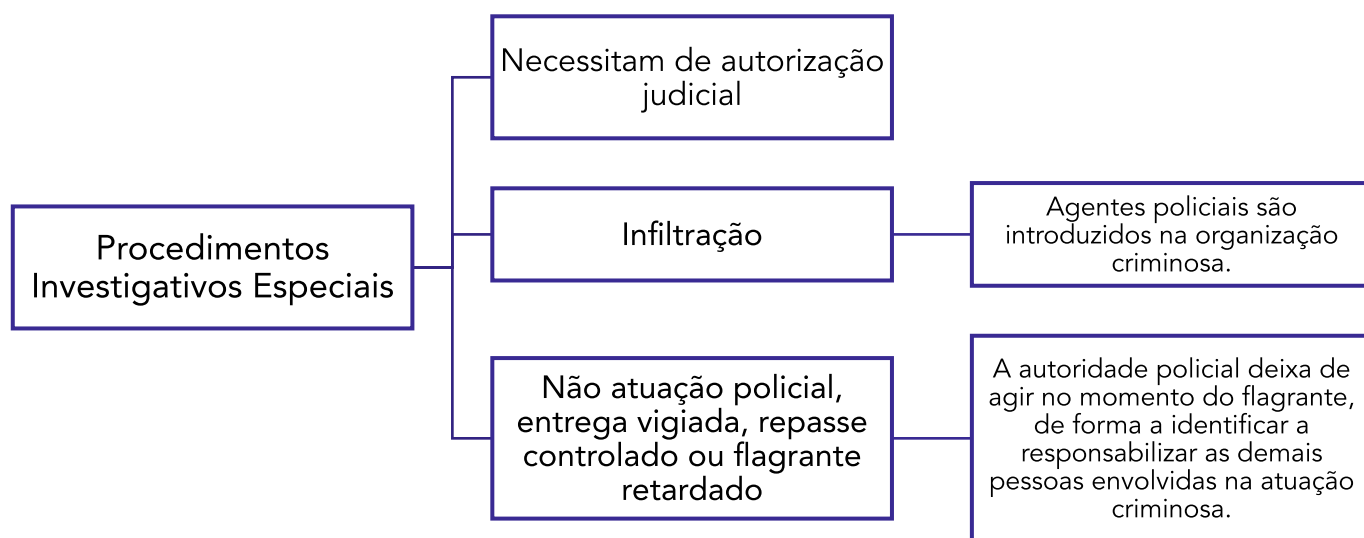 Necessitam de autorização
judicial
Procedimentos
Investigativos Especiais
Infiltração
Agentes policiais são
introduzidos na organização
criminosa.
Não atuação policial,
entrega vigiada, repasse
controlado ou flagrante
retardado
A autoridade policial deixa de
agir no momento do flagrante,
de forma a identificar a
responsabilizar as demais
pessoas envolvidas na atuação
criminosa.